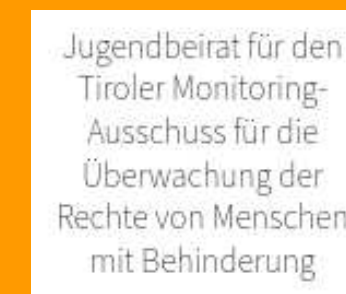 Jugendbeirat für den
Tiroler Monitoring-
Ausschuss für die
Überwachung der
Rechte von Menschen
mit Behinderung